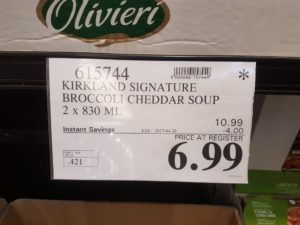 Olivieri
615744
KIRKLAND SIGNATURE
BROCCOLI CHEDDAR SOUP
2 x 830 ML
10.99
Instant Savings
-4.00
PRICE AT REGISTER
6.99
.421